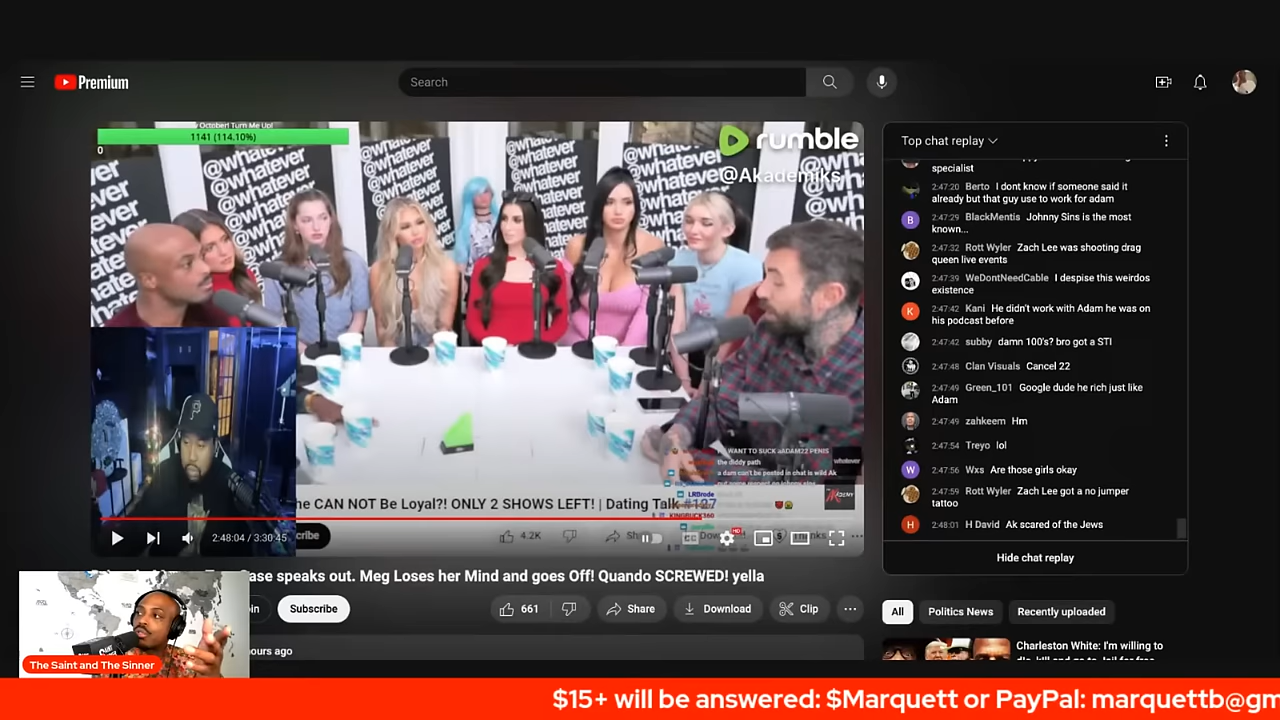 Premium
Search
October! Turn Me Up!
1141 (114.10%)
0
rumble
@Akademiks
@whatever
@whatever
@whatever
@whatever
he CAN NOT Be Loyal?! ONLY 2 SHOWS LEFT! | Dating Talk #127
4.2K
2:48:04 / 3:30:45
LRBrode
whatever
ase speaks out. Meg Loses her Mind and goes Off! Quando SCREWED! yella
oin
Subscribe
661
Share
Download
Clip
ours ago
Top chat replay
specialist
2:47:20 Berto I dont know if someone said it
already but that guy use to work for adam
2:47:29 BlackMentis Johnny Sins is the most
known...
2:47:32 Rott Wyler Zach Lee was shooting drag
queen live events
2:47:39 WeDontNeedCable I despise this weirdos
existence
2:47:42 Kani He didn't work with Adam he was on
his podcast before
2:47:42 subby damn 100's? bro got a STI
2:47:48 Clan Visuals Cancel 22
2:47:49 Green_101 Google dude he rich just like
Adam
2:47:49 zahkeem Hm
2:47:54 Treyo lol
2:47:56 Wxs Are those girls okay
2:47:59 Rott Wyler Zach Lee got a no jumper
tattoo
2:48:01 H David Ak scared of the Jews
Hide chat replay
All
Politics News
Recently uploaded
Charleston White: I'm willing to
The Saint and The Sinner
$15+ will be answered: $Marquett or PayPal: marquettb@gm